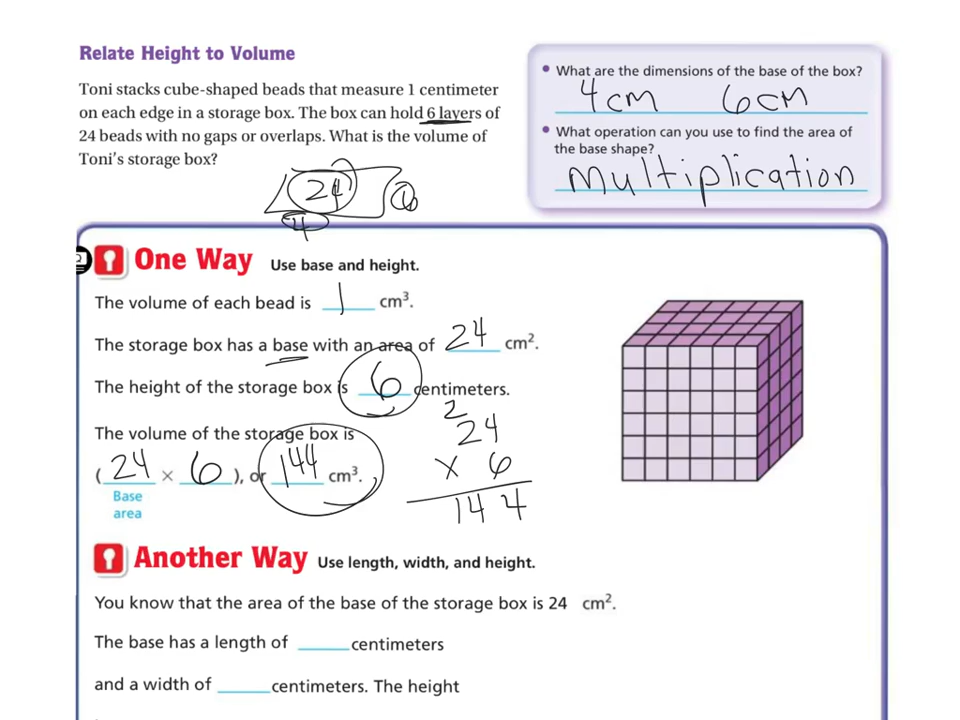 Relate Height to Volume
Toni stacks cube-shaped beads that measure 1 centimeter
on each edge in a storage box. The box can hold 6 layers of
24 beads with no gaps or overlaps. What is the volume of
Toni's storage box?
• What are the dimensions of the base of the box?
4cm 6cm
• What operation can you use to find the area of
the base shape?
multiplication
24
6
4
One Way Use base and height.
The volume of each bead is 1 cm³.
The storage box has a base with an area of 24 cm².
The height of the storage box is 6 centimeters.
The volume of the storage box is
(24 × 6), or 144 cm³.
Base
area
2
24
x 6
144
Another Way Use length, width, and height.
You know that the area of the base of the storage box is 24 cm².
The base has a length of ____ centimeters
and a width of ____ centimeters. The height